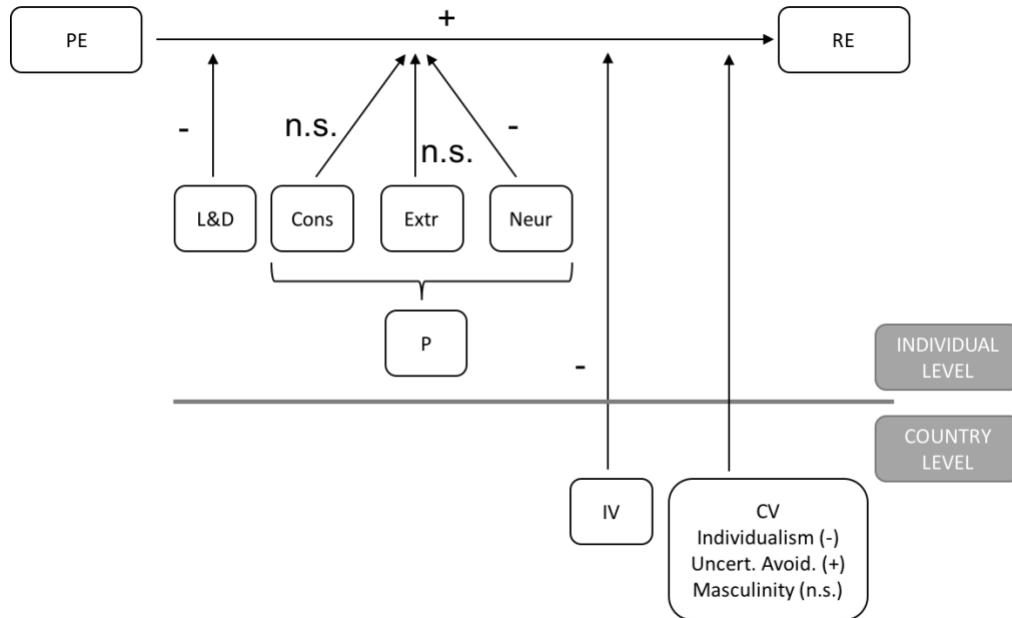 +
PE
RE
-
n.s.
n.s.
-
L&D
Cons
Extr
Neur
P
-
INDIVIDUAL
LEVEL
COUNTRY
LEVEL
IV
CV
Individualism (-)
Uncert. Avoid. (+)
Masculinity (n.s.)